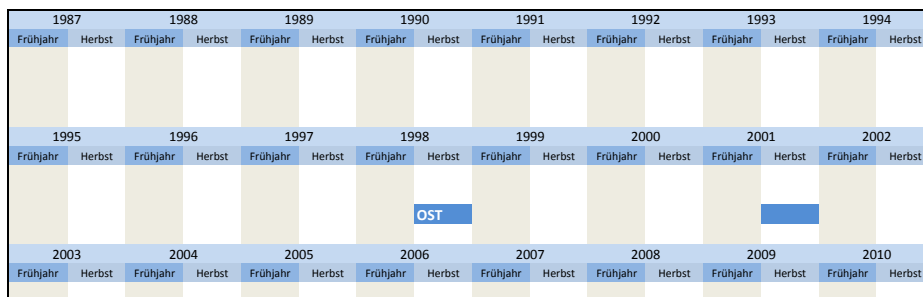 1987 1988 1989 1990 1991 1992 1993 1994
Frühjahr Herbst Frühjahr Herbst Frühjahr Herbst Frühjahr Herbst Frühjahr Herbst Frühjahr Herbst Frühjahr Herbst Frühjahr Herbst
1995 1996 1997 1998 1999 2000 2001 2002
Frühjahr Herbst Frühjahr Herbst Frühjahr Herbst Frühjahr Herbst Frühjahr Herbst Frühjahr Herbst Frühjahr Herbst Frühjahr Herbst
OST
2003 2004 2005 2006 2007 2008 2009 2010
Frühjahr Herbst Frühjahr Herbst Frühjahr Herbst Frühjahr Herbst Frühjahr Herbst Frühjahr Herbst Frühjahr Herbst Frühjahr Herbst